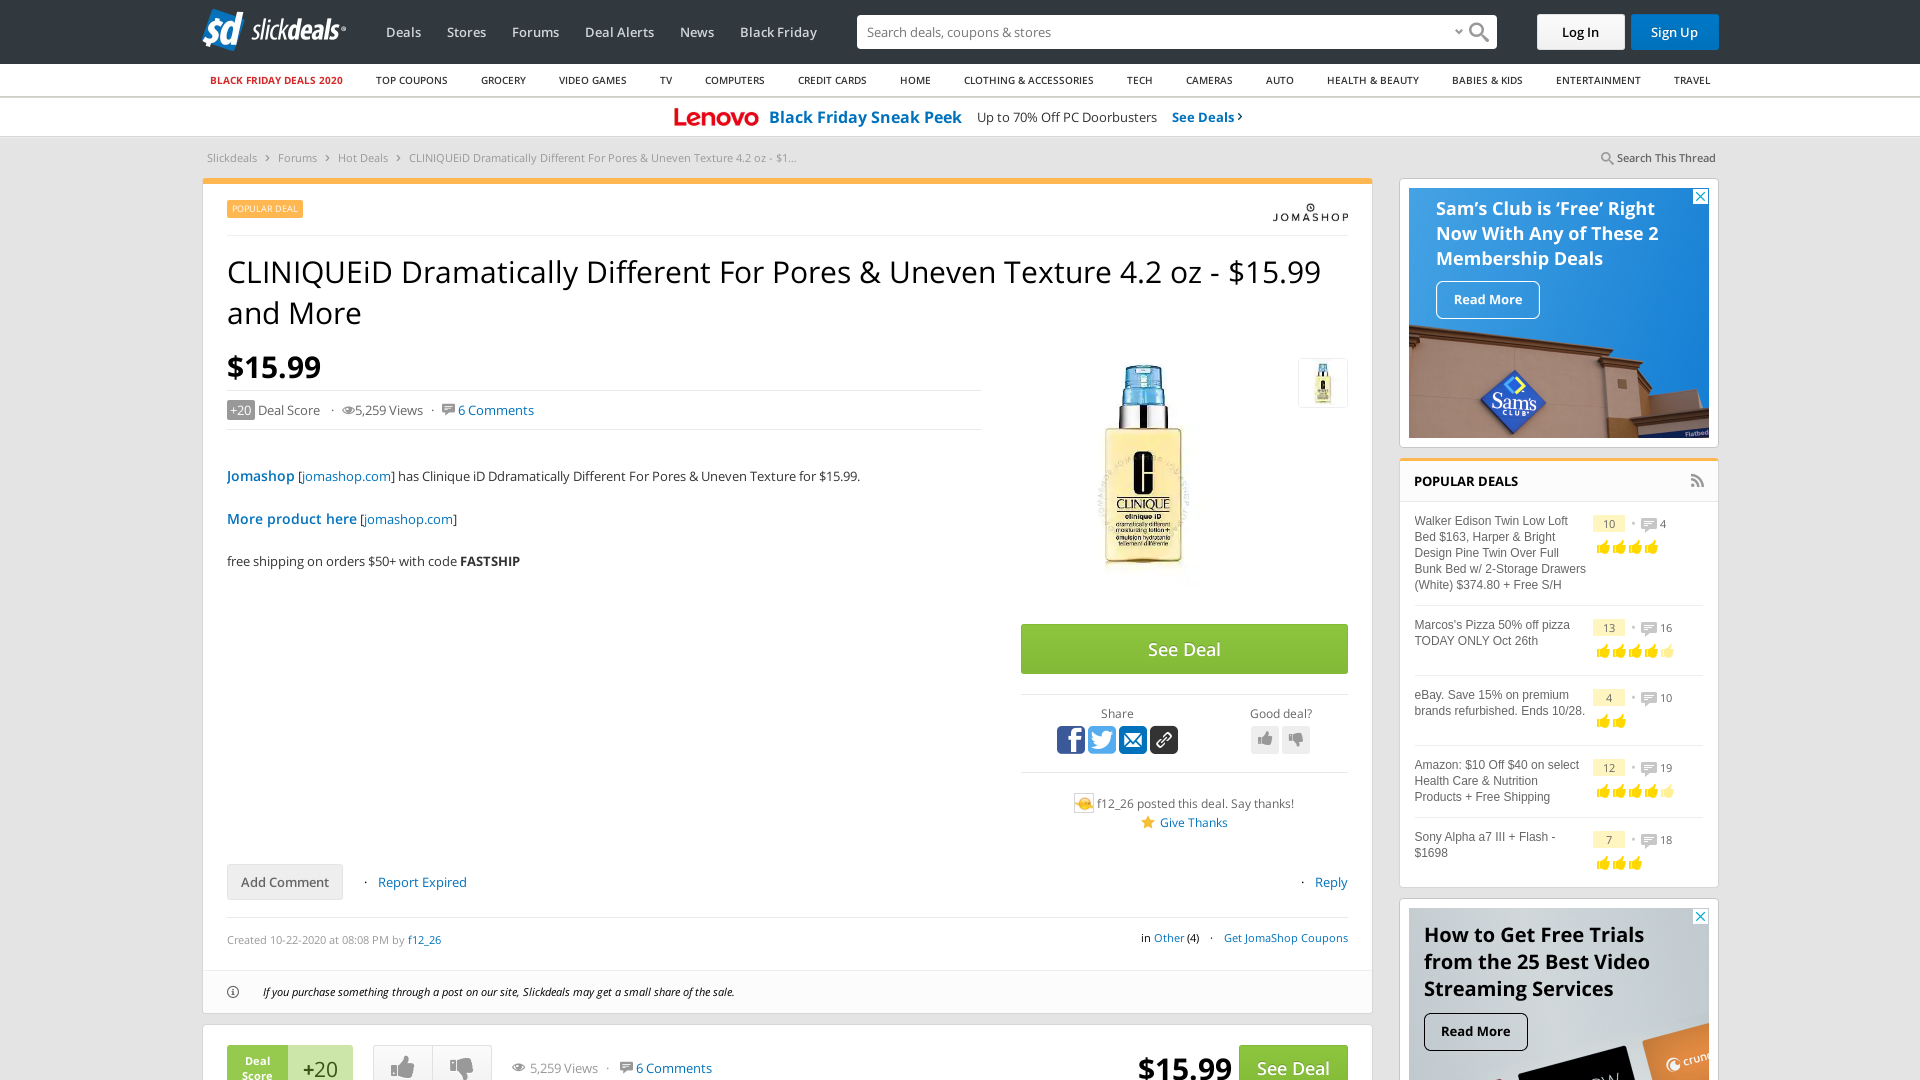 sd slickdeals
Deals Stores Forums Deal Alerts News Black Friday
Search deals, coupons & stores
Log In Sign Up
BLACK FRIDAY DEALS 2020 TOP COUPONS GROCERY VIDEO GAMES TV COMPUTERS CREDIT CARDS HOME CLOTHING & ACCESSORIES TECH CAMERAS AUTO HEALTH & BEAUTY BABIES & KIDS ENTERTAINMENT TRAVEL
Lenovo Black Friday Sneak Peek Up to 70% Off PC Doorbusters See Deals ›
Slickdeals › Forums › Hot Deals › CLINIQUEiD Dramatically Different For Pores & Uneven Texture 4.2 oz - $1...
Search This Thread
POPULAR DEAL
JOMASHOP
CLINIQUEiD Dramatically Different For Pores & Uneven Texture 4.2 oz - $15.99
and More
$15.99
+20 Deal Score · 5,259 Views · 6 Comments
Jomashop [jomashop.com] has Clinique iD Ddramatically Different For Pores & Uneven Texture for $15.99.
More product here [jomashop.com]
free shipping on orders $50+ with code FASTSHIP
CLINIQUE
clinique iD
dramatically different
moisturizing lotion+
émulsion hydratante
tellement différente
See Deal
Share Good deal?
f12_26 posted this deal. Say thanks!
Give Thanks
Add Comment · Report Expired · Reply
Created 10-22-2020 at 08:08 PM by f12_26
in Other (4) · Get JomaShop Coupons
If you purchase something through a post on our site, Slickdeals may get a small share of the sale.
Deal
Score
+20
5,259 Views · 6 Comments
$15.99 See Deal
Sam's Club is 'Free' Right
Now With Any of These 2
Membership Deals
Read More
Sam's
CLUB
Flatbed
POPULAR DEALS
Walker Edison Twin Low Loft
Bed $163, Harper & Bright
Design Pine Twin Over Full
Bunk Bed w/ 2-Storage Drawers
(White) $374.80 + Free S/H
10 · 4
Marcos's Pizza 50% off pizza
TODAY ONLY Oct 26th
13 · 16
eBay. Save 15% on premium
brands refurbished. Ends 10/28.
4 · 10
Amazon: $10 Off $40 on select
Health Care & Nutrition
Products + Free Shipping
12 · 19
Sony Alpha a7 III + Flash -
$1698
7 · 18
How to Get Free Trials
from the 25 Best Video
Streaming Services
Read More